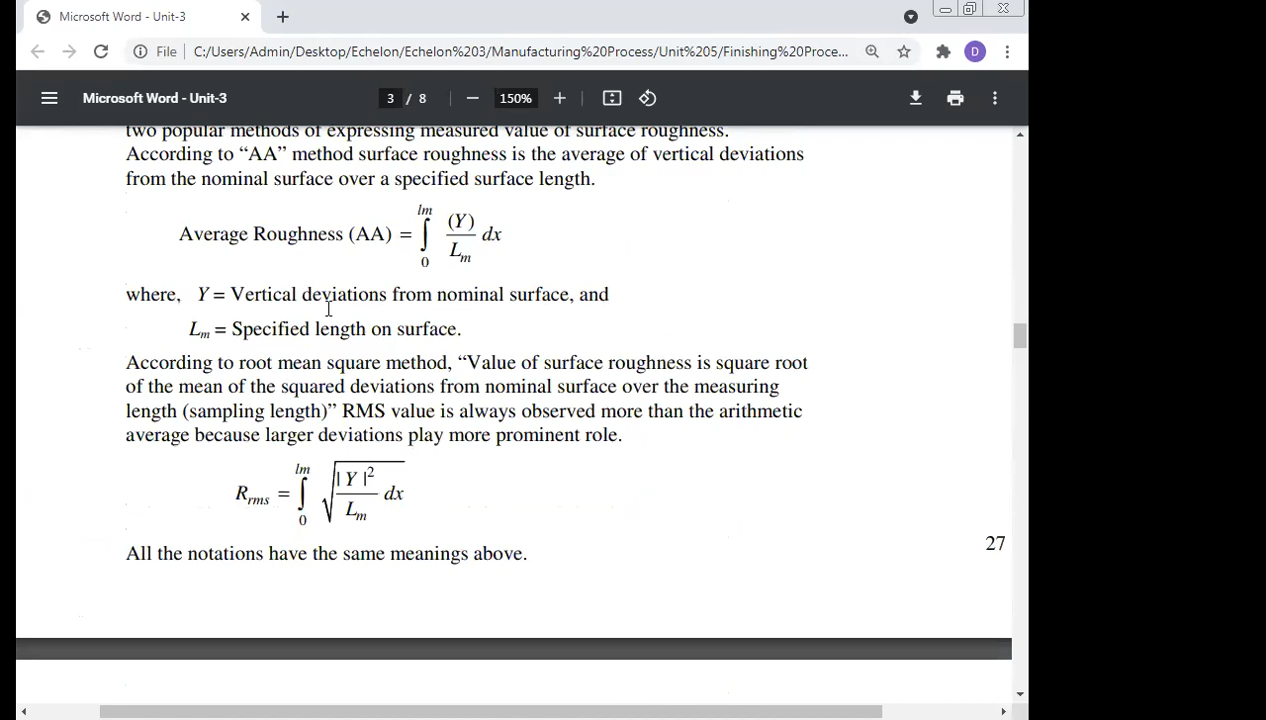 Microsoft Word - Unit-3
File C:/Users/Admin/Desktop/Echelon/Echelon%203/Manufacturing%20Process/Unit%205/Finishing%20Proce...
D
Microsoft Word - Unit-3 3 / 8 150%
two popular methods of expressing measured value of surface roughness.
According to “AA” method surface roughness is the average of vertical deviations
from the nominal surface over a specified surface length.
Average Roughness (AA) = ∫₀^lm (Y)/Lm dx
where, Y = Vertical deviations from nominal surface, and
Lm = Specified length on surface.
According to root mean square method, “Value of surface roughness is square root
of the mean of the squared deviations from nominal surface over the measuring
length (sampling length)” RMS value is always observed more than the arithmetic
average because larger deviations play more prominent role.
Rrms = ∫₀^lm √(|Y|²/Lm dx)
All the notations have the same meanings above.
27